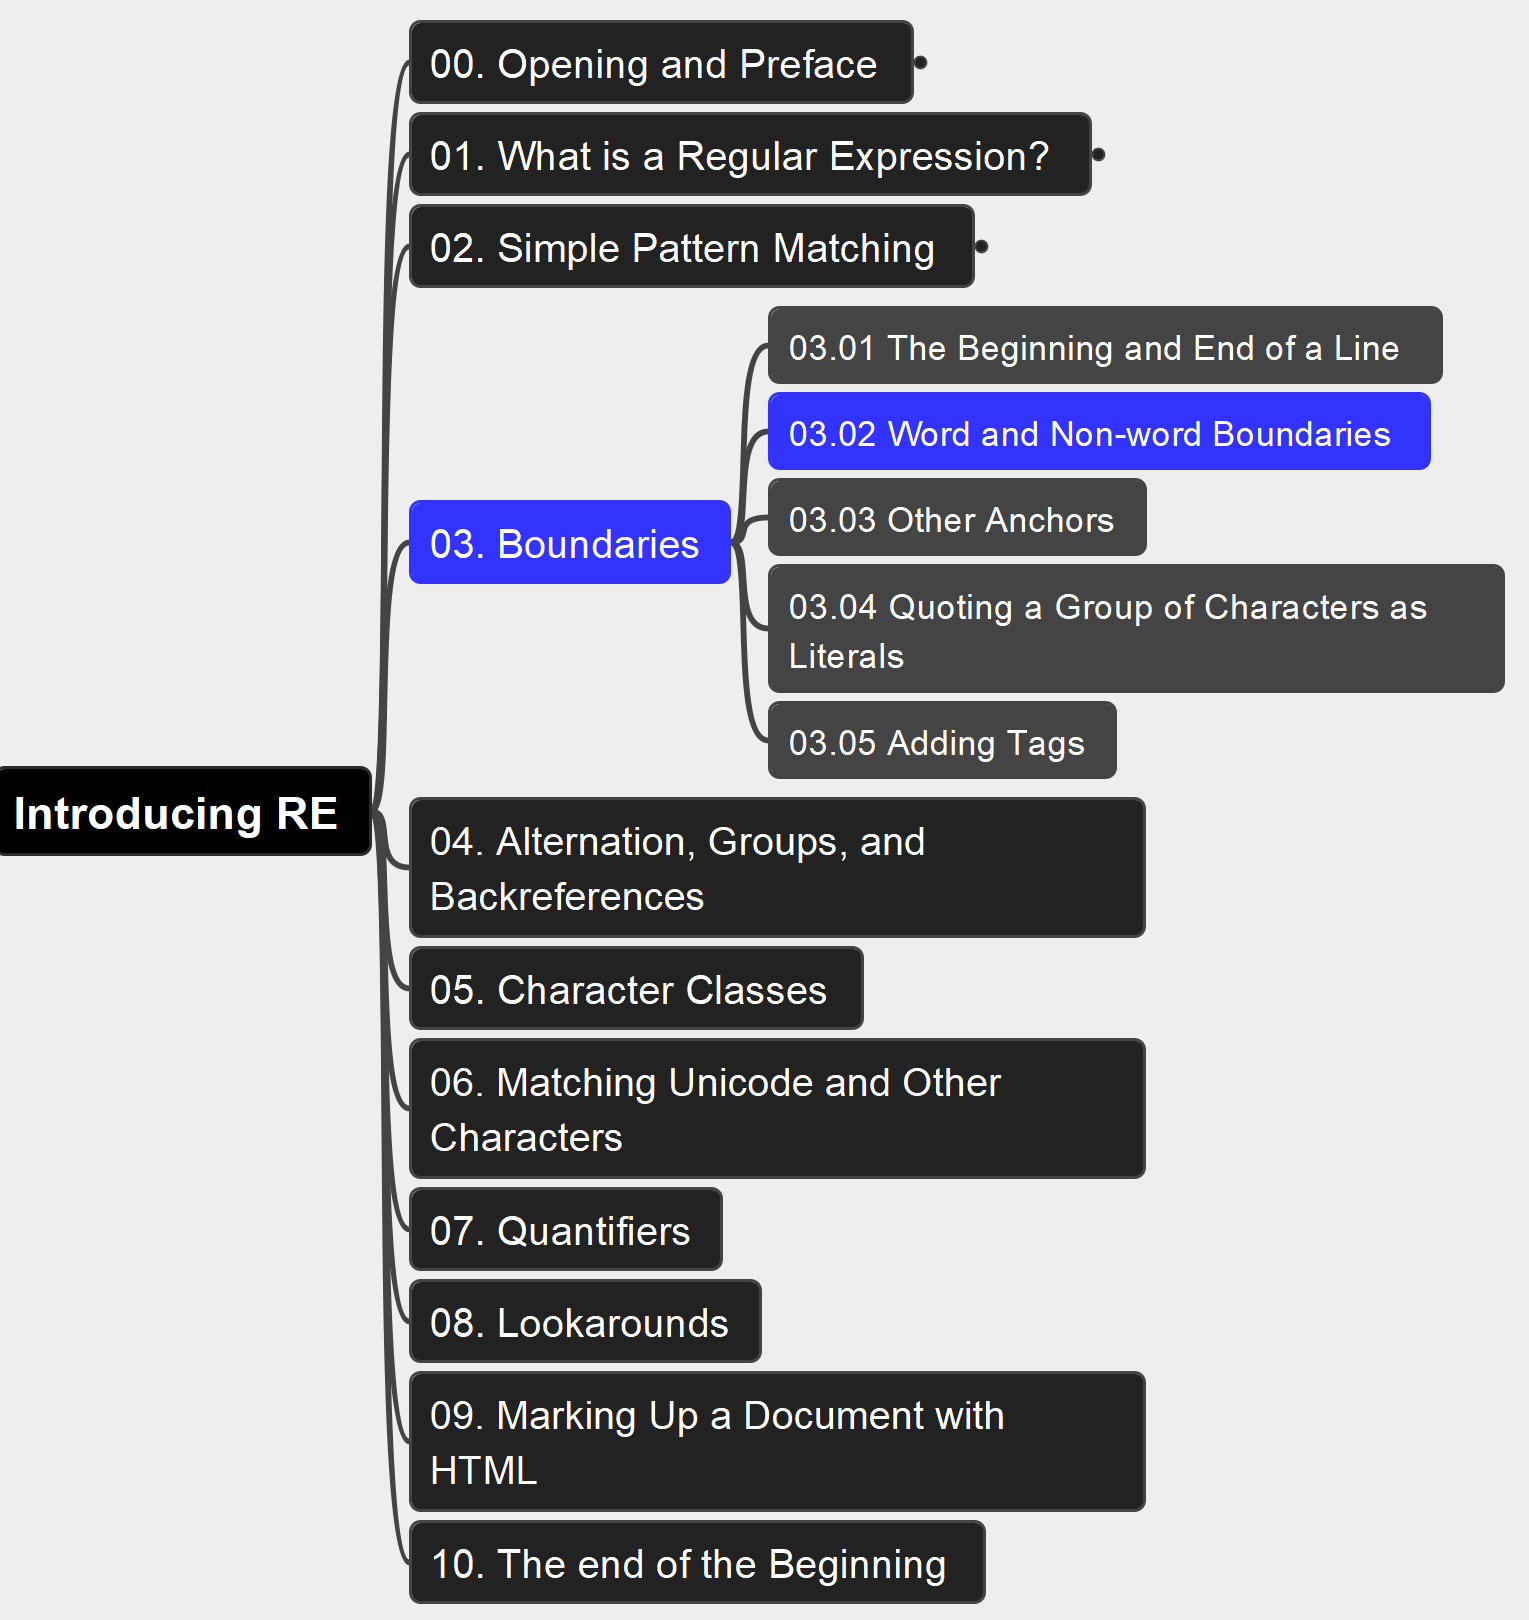 00. Opening and Preface
01. What is a Regular Expression?
02. Simple Pattern Matching
03. Boundaries
03.01 The Beginning and End of a Line
03.02 Word and Non-word Boundaries
03.03 Other Anchors
03.04 Quoting a Group of Characters as
Literals
03.05 Adding Tags
Introducing RE
04. Alternation, Groups, and
Backreferences
05. Character Classes
06. Matching Unicode and Other
Characters
07. Quantifiers
08. Lookarounds
09. Marking Up a Document with
HTML
10. The end of the Beginning